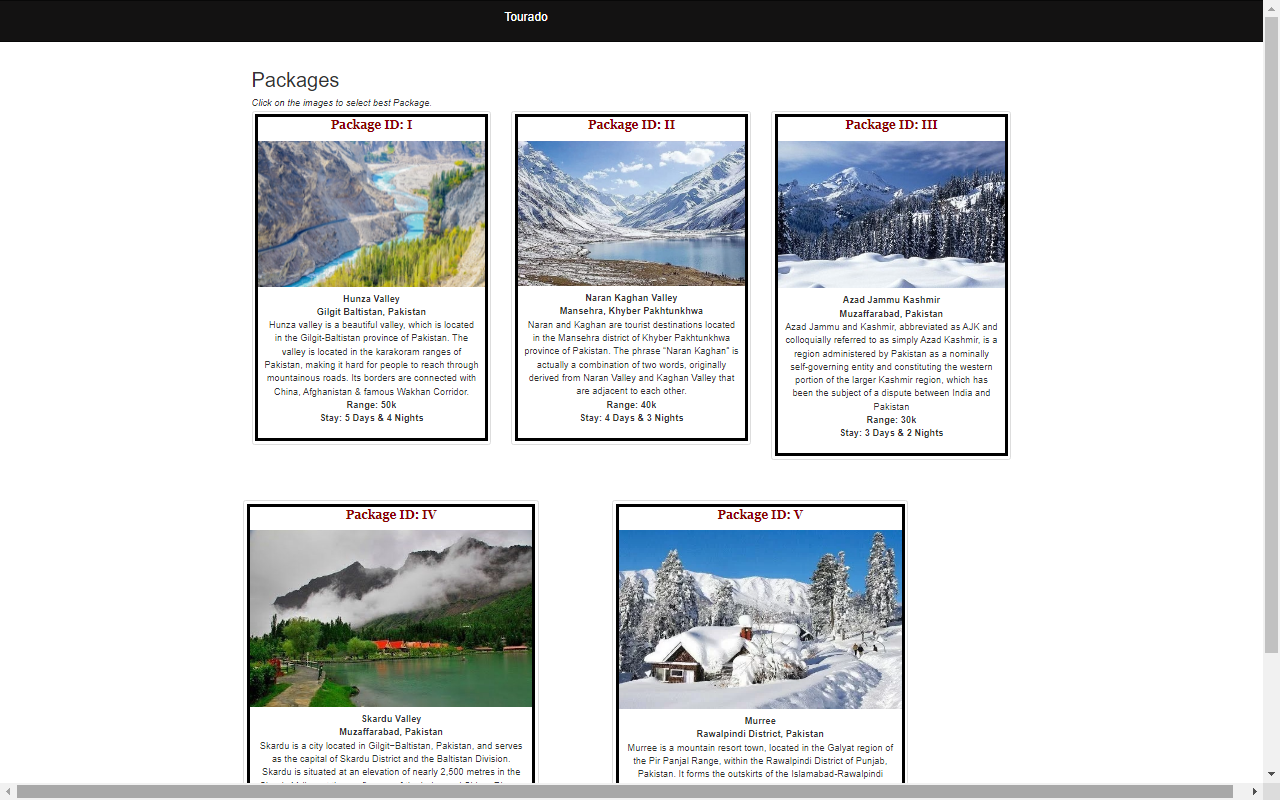 Tourado
Packages
Click on the images to select best Package.
Package ID: I
Hunza Valley
Gilgit Baltistan, Pakistan
Hunza valley is a beautiful valley, which is located
in the Gilgit-Baltistan province of Pakistan. The
valley is located in the karakoram ranges of
Pakistan, making it hard for people to reach through
mountainous roads. Its borders are connected with
China, Afghanistan & famous Wakhan Corridor.
Range: 50k
Stay: 5 Days & 4 Nights
Package ID: II
Naran Kaghan Valley
Mansehra, Khyber Pakhtunkhwa
Naran and Kaghan are tourist destinations located
in the Mansehra district of Khyber Pakhtunkhwa
province of Pakistan. The phrase "Naran Kaghan" is
actually a combination of two words, originally
derived from Naran Valley and Kaghan Valley that
are adjacent to each other.
Range: 40k
Stay: 4 Days & 3 Nights
Package ID: III
Azad Jammu Kashmir
Muzaffarabad, Pakistan
Azad Jammu and Kashmir, abbreviated as AJK and
colloquially referred to as simply Azad Kashmir, is a
region administered by Pakistan as a nominally
self-governing entity and constituting the western
portion of the larger Kashmir region, which has
been the subject of a dispute between India and
Pakistan
Range: 30k
Stay: 3 Days & 2 Nights
Package ID: IV
Skardu Valley
Muzaffarabad, Pakistan
Skardu is a city located in Gilgit−Baltistan, Pakistan, and serves
as the capital of Skardu District and the Baltistan Division.
Skardu is situated at an elevation of nearly 2,500 metres in the
Package ID: V
Murree
Rawalpindi District, Pakistan
Murree is a mountain resort town, located in the Galyat region of
the Pir Panjal Range, within the Rawalpindi District of Punjab,
Pakistan. It forms the outskirts of the Islamabad-Rawalpindi